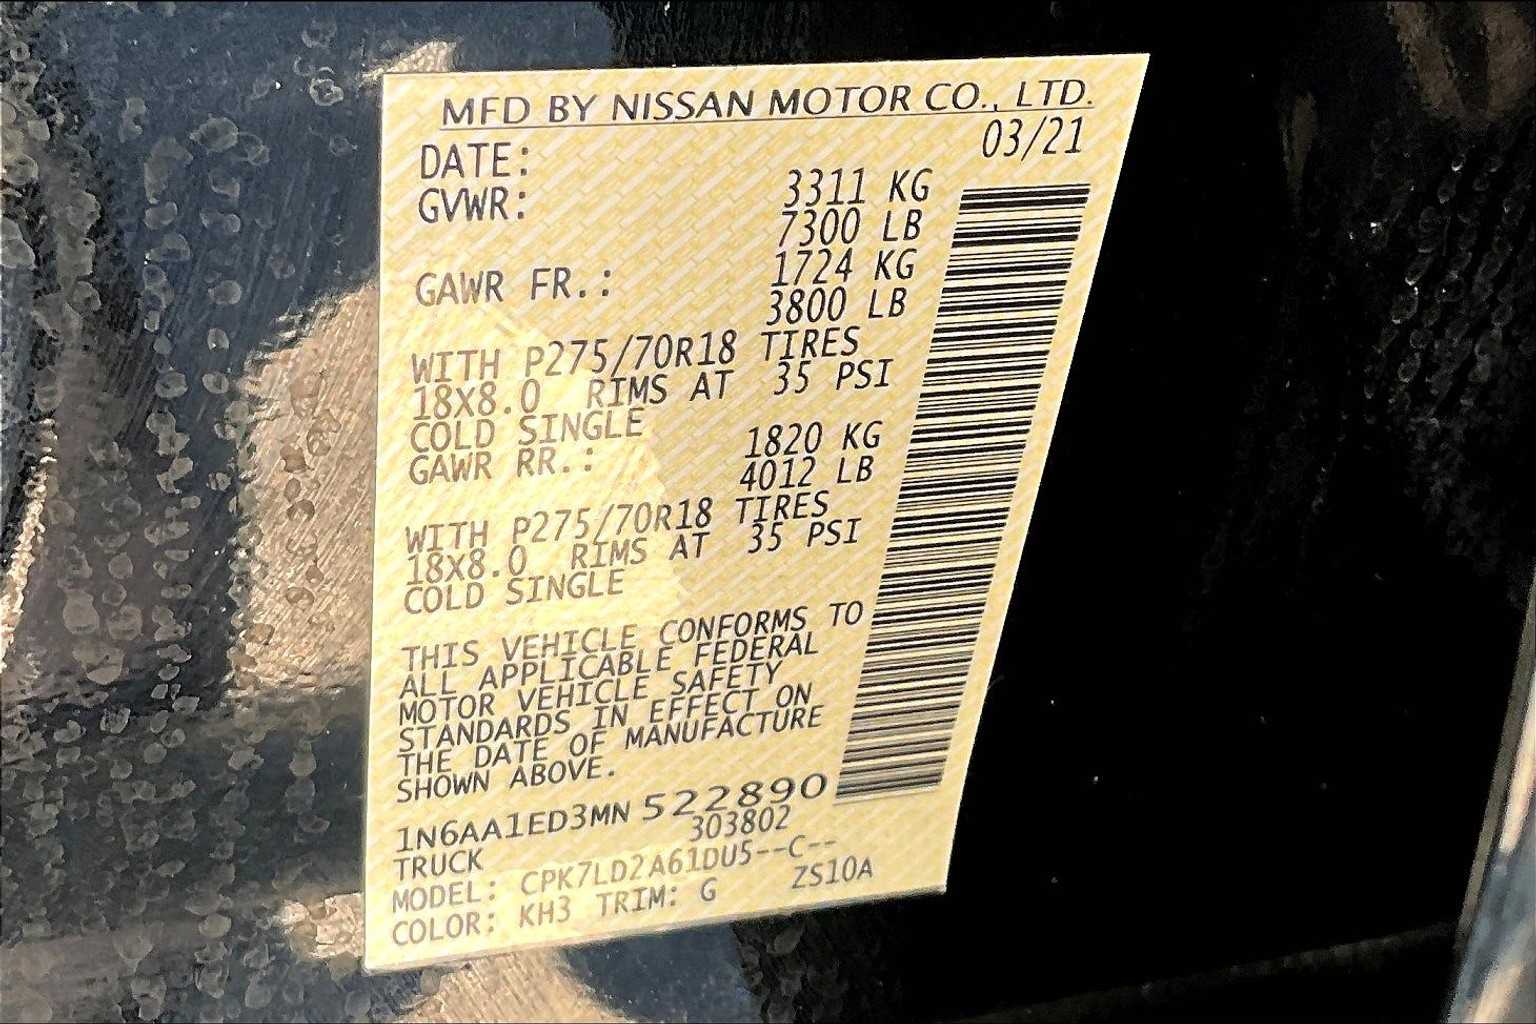 MFD BY NISSAN MOTOR CO., LTD.
DATE: 03/21
GVWR: 3311 KG
7300 LB
GAWR FR.: 1724 KG
3800 LB
WITH P275/70R18 TIRES
18X8.0 RIMS AT 35 PSI
COLD SINGLE
GAWR RR.: 1820 KG
4012 LB
WITH P275/70R18 TIRES
18X8.0 RIMS AT 35 PSI
COLD SINGLE
THIS VEHICLE CONFORMS TO
ALL APPLICABLE FEDERAL
MOTOR VEHICLE SAFETY
STANDARDS IN EFFECT ON
THE DATE OF MANUFACTURE
SHOWN ABOVE.
1N6AA1ED3MN 522890
TRUCK 303802
MODEL: CPK7LD2A61DU5--C--
COLOR: KH3 TRIM: G ZS10A